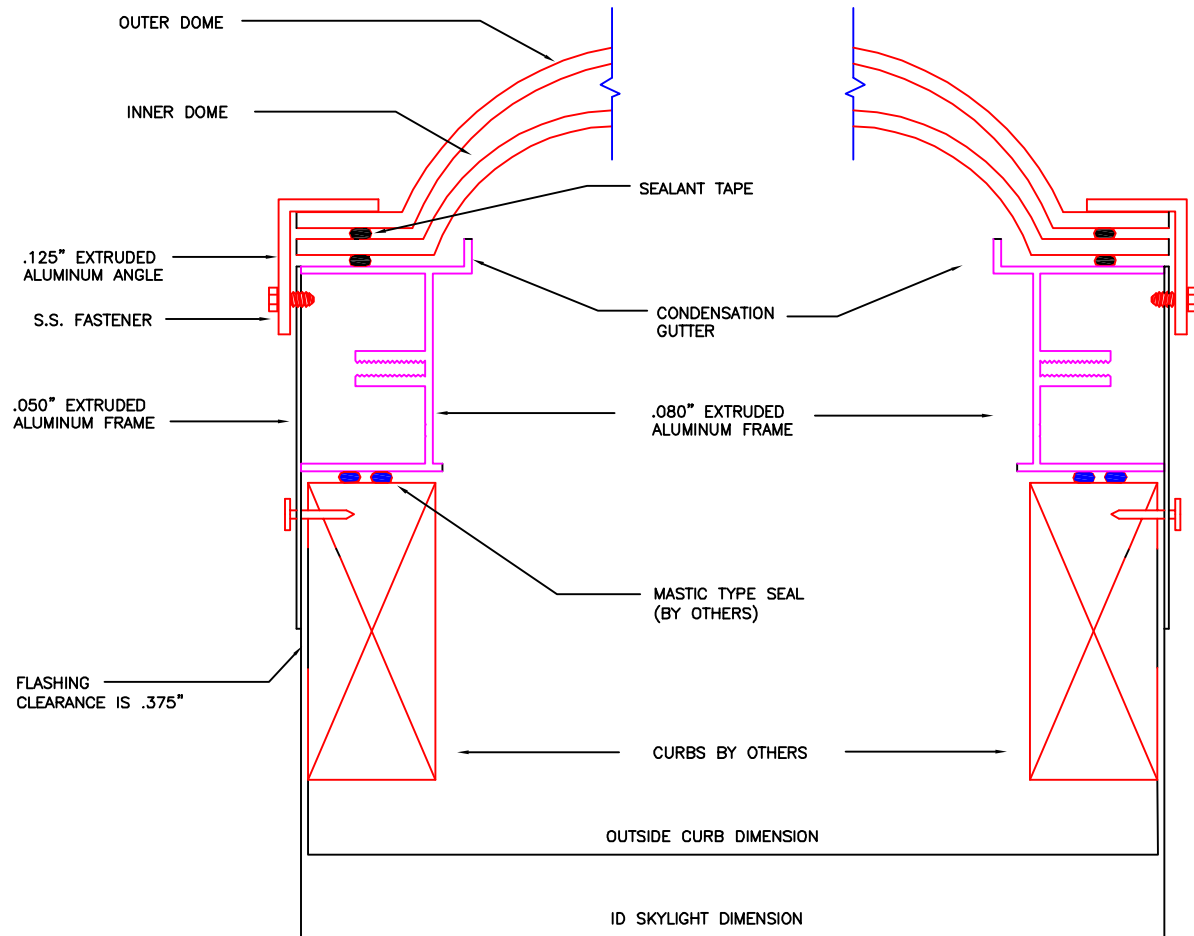 OUTER DOME
INNER DOME
SEALANT TAPE
.125” EXTRUDED
ALUMINUM ANGLE
S.S. FASTENER
CONDENSATION
GUTTER
.050” EXTRUDED
ALUMINUM FRAME
.080” EXTRUDED
ALUMINUM FRAME
MASTIC TYPE SEAL
(BY OTHERS)
FLASHING
CLEARANCE IS .375”
CURBS BY OTHERS
OUTSIDE CURB DIMENSION
ID SKYLIGHT DIMENSION